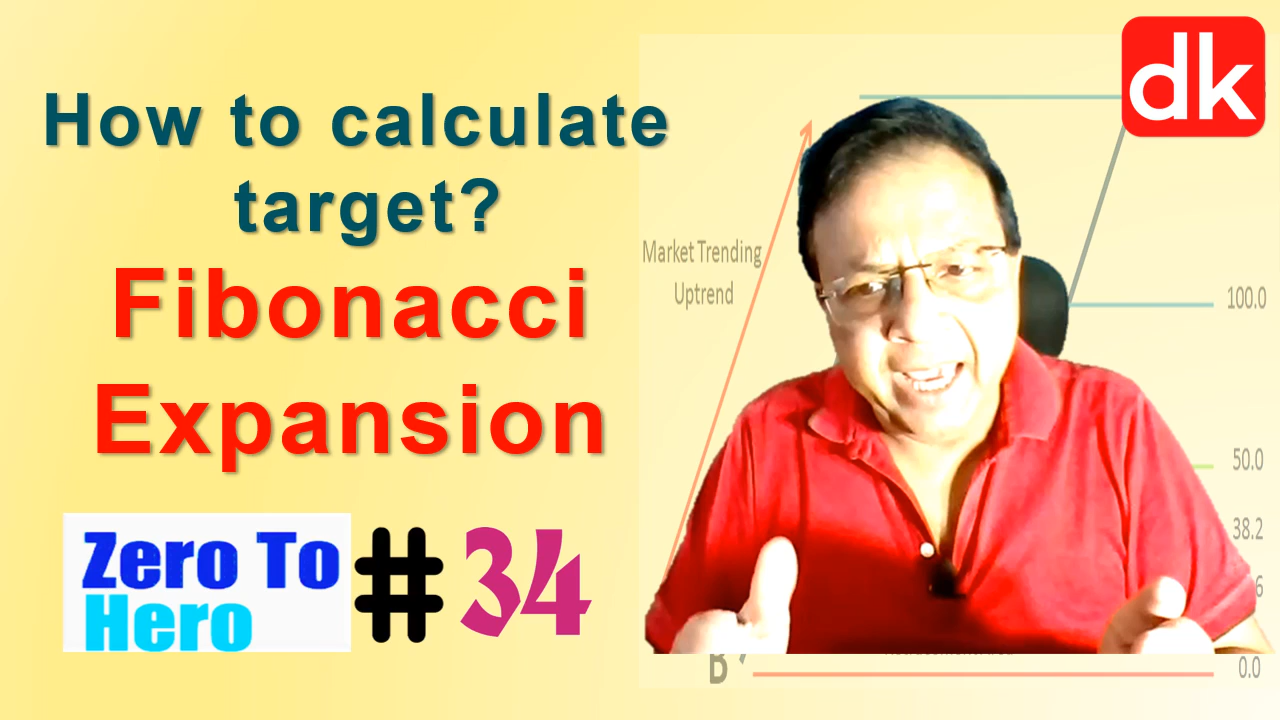 dk
How to calculate
target?
Fibonacci
Expansion
Zero To
Hero
#34
Market Trending
Uptrend
100.0
50.0
38.2
6
B
0.0